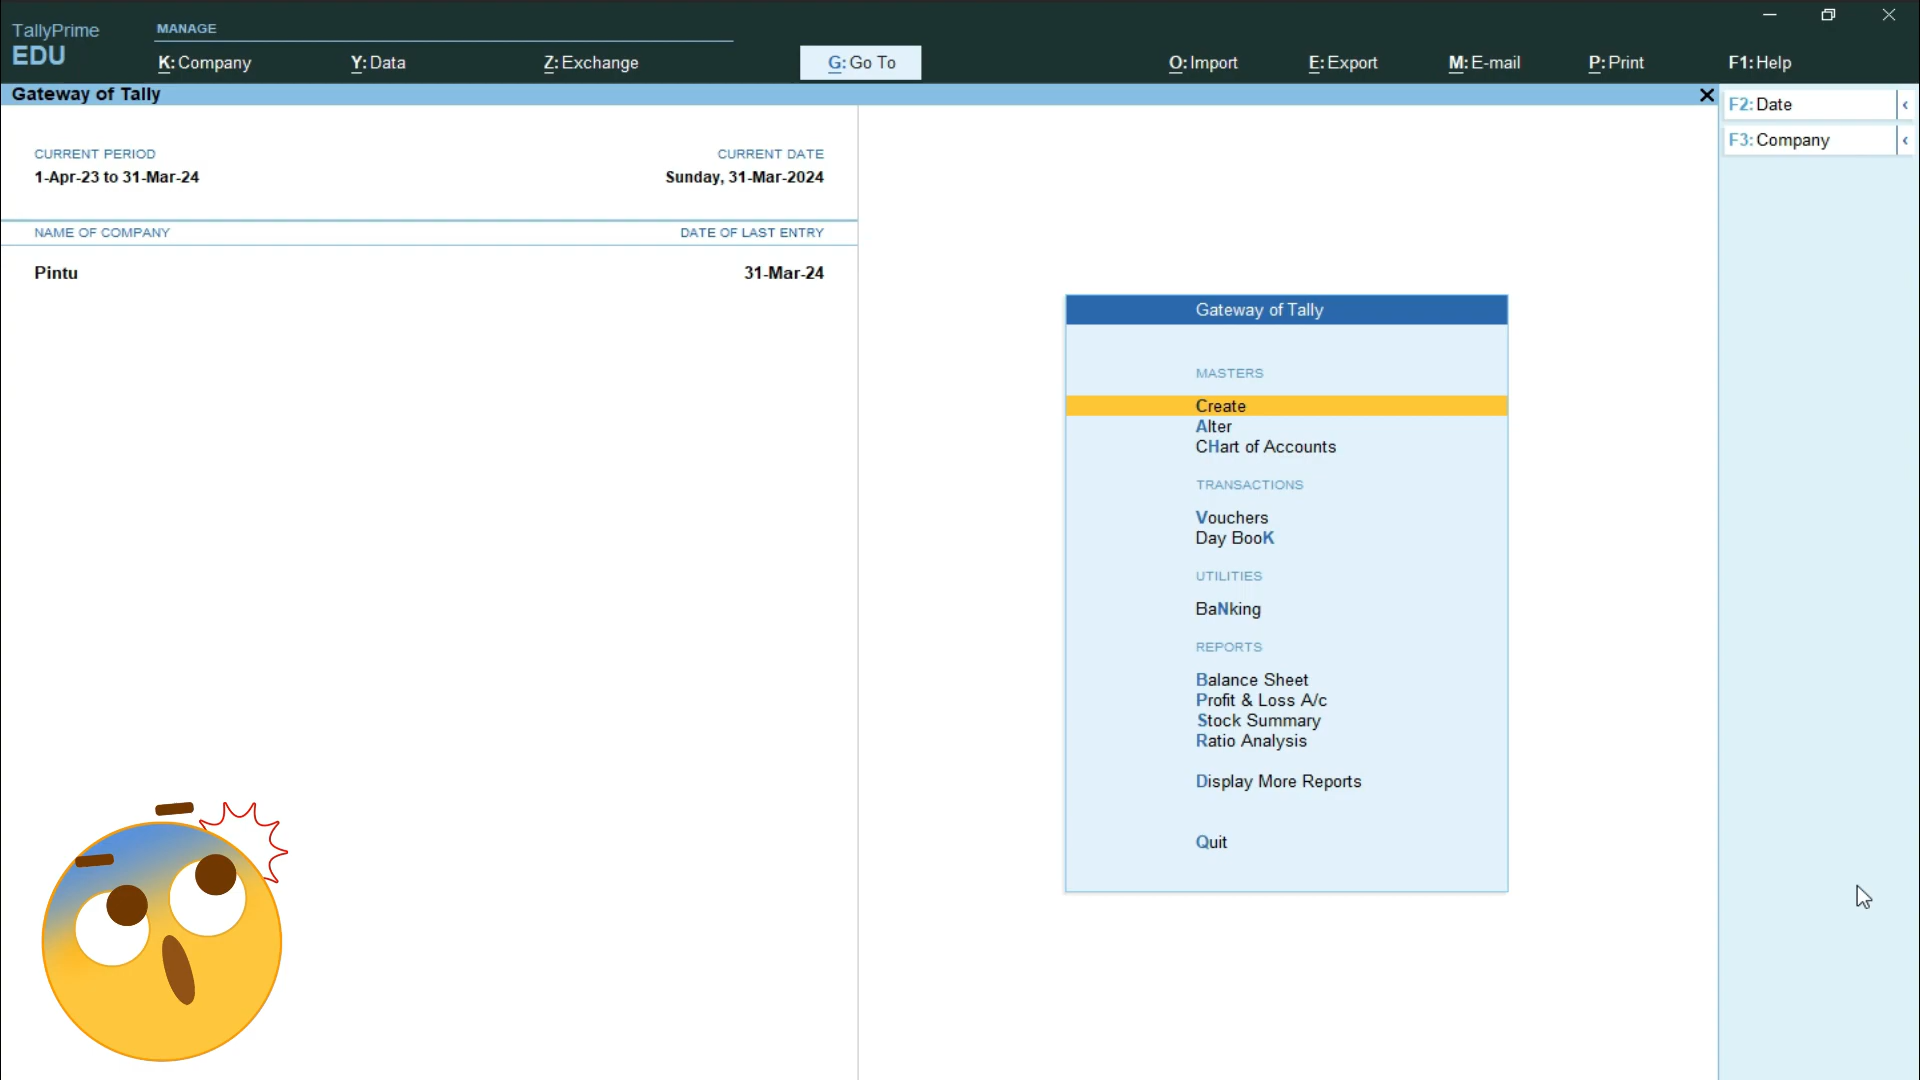 TallyPrime
EDU
MANAGE
K: Company
Y: Data
Z: Exchange
G: Go To
O: Import
E: Export
M: E-mail
P: Print
F1: Help
Gateway of Tally
F2: Date
F3: Company
CURRENT PERIOD
CURRENT DATE
1-Apr-23 to 31-Mar-24
Sunday, 31-Mar-2024
NAME OF COMPANY
DATE OF LAST ENTRY
Pintu
31-Mar-24
Gateway of Tally
MASTERS
Create
Alter
CHart of Accounts
TRANSACTIONS
Vouchers
Day BooK
UTILITIES
BaNking
REPORTS
Balance Sheet
Profit & Loss A/c
Stock Summary
Ratio Analysis
Display More Reports
Quit